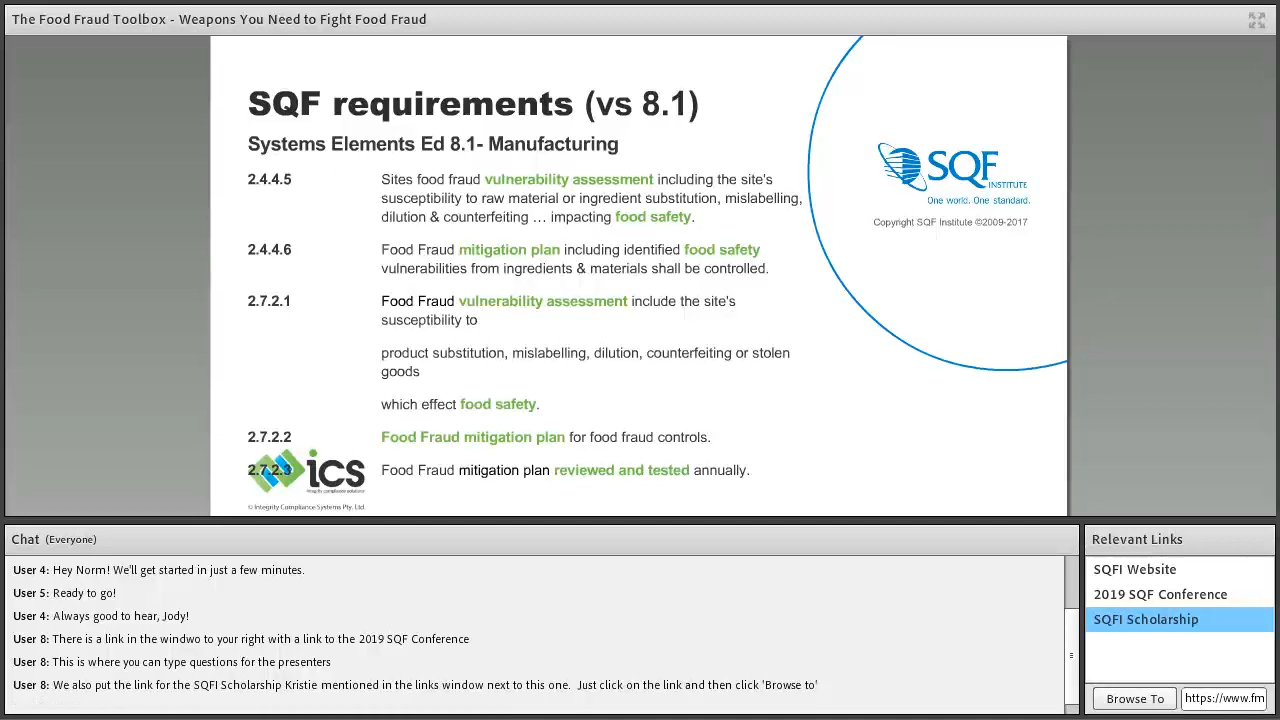 The Food Fraud Toolbox - Weapons You Need to Fight Food Fraud
SQF requirements (vs 8.1)
Systems Elements Ed 8.1- Manufacturing
2.4.4.5 Sites food fraud vulnerability assessment including the site's
susceptibility to raw material or ingredient substitution, mislabelling,
dilution & counterfeiting … impacting food safety.
2.4.4.6 Food Fraud mitigation plan including identified food safety
vulnerabilities from ingredients & materials shall be controlled.
2.7.2.1 Food Fraud vulnerability assessment include the site's
susceptibility to
product substitution, mislabelling, dilution, counterfeiting or stolen
goods
which effect food safety.
2.7.2.2 Food Fraud mitigation plan for food fraud controls.
2.7.2.3 Food Fraud mitigation plan reviewed and tested annually.
SQF
INSTITUTE
One world. One standard.
Copyright SQF Institute ©2009-2017
ics
integrity compliance solutions
© Integrity Compliance Systems Pty. Ltd.
Chat (Everyone)
User 4: Hey Norm! We'll get started in just a few minutes.
User 5: Ready to go!
User 4: Always good to hear, Jody!
User 8: There is a link in the windwo to your right with a link to the 2019 SQF Conference
User 8: This is where you can type questions for the presenters
User 8: We also put the link for the SQFI Scholarship Kristie mentioned in the links window next to this one.  Just click on the link and then click 'Browse to'
Relevant Links
SQFI Website
2019 SQF Conference
SQFI Scholarship
Browse To
https://www.fm